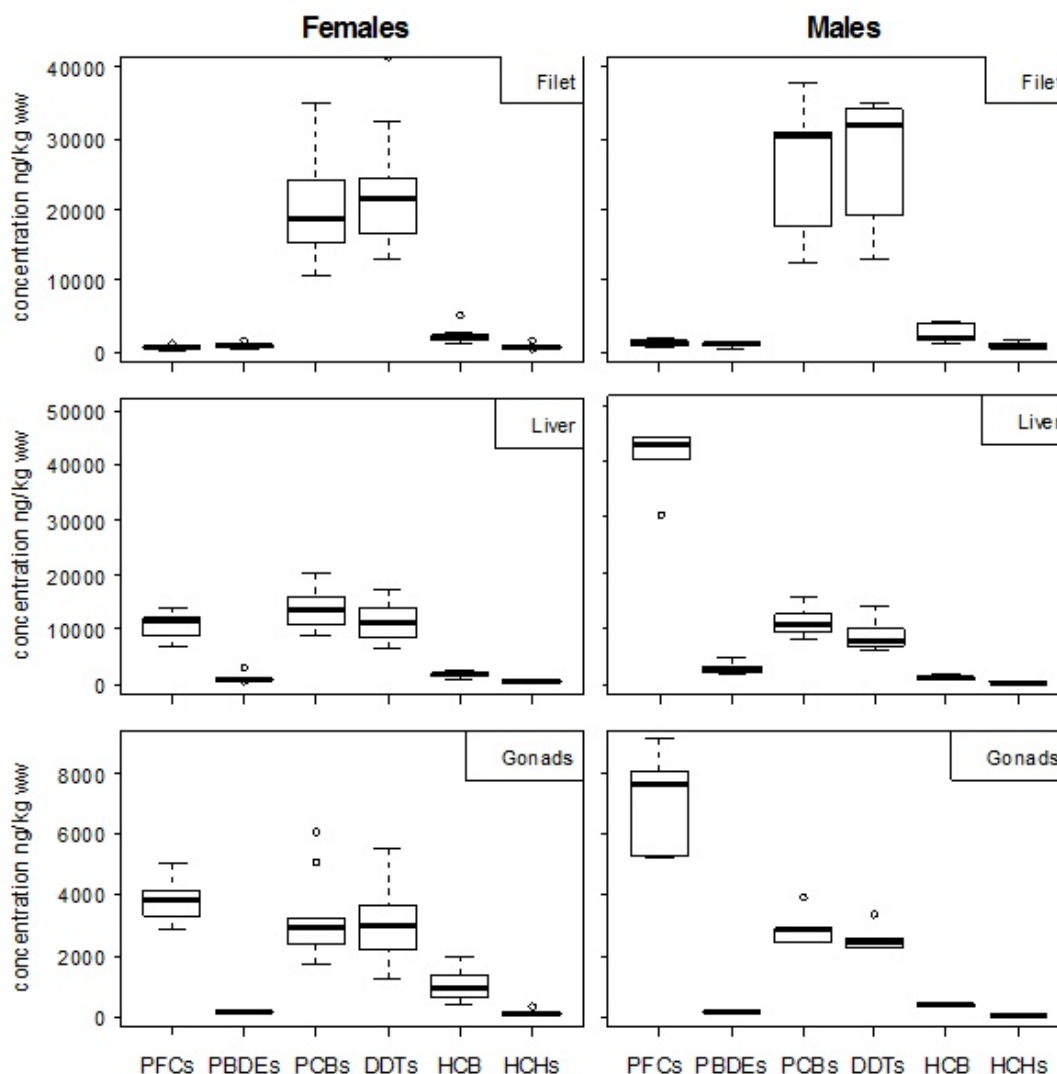 Females Males
Filet Filet
concentration ng/kg ww
40000
30000
20000
10000
0
Liver Liver
concentration ng/kg ww
50000
40000
30000
20000
10000
0
Gonads Gonads
concentration ng/kg ww
8000
6000
4000
2000
0
PFCs PBDEs PCBs DDTs HCB HCHs PFCs PBDEs PCBs DDTs HCB HCHs